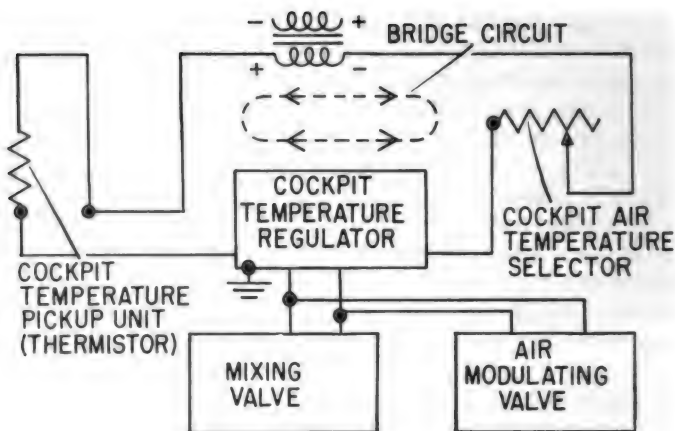 - +
+ -
BRIDGE CIRCUIT
COCKPIT
TEMPERATURE
REGULATOR
COCKPIT AIR
TEMPERATURE
SELECTOR
COCKPIT
TEMPERATURE
PICKUP UNIT
(THERMISTOR)
MIXING
VALVE
AIR
MODULATING
VALVE